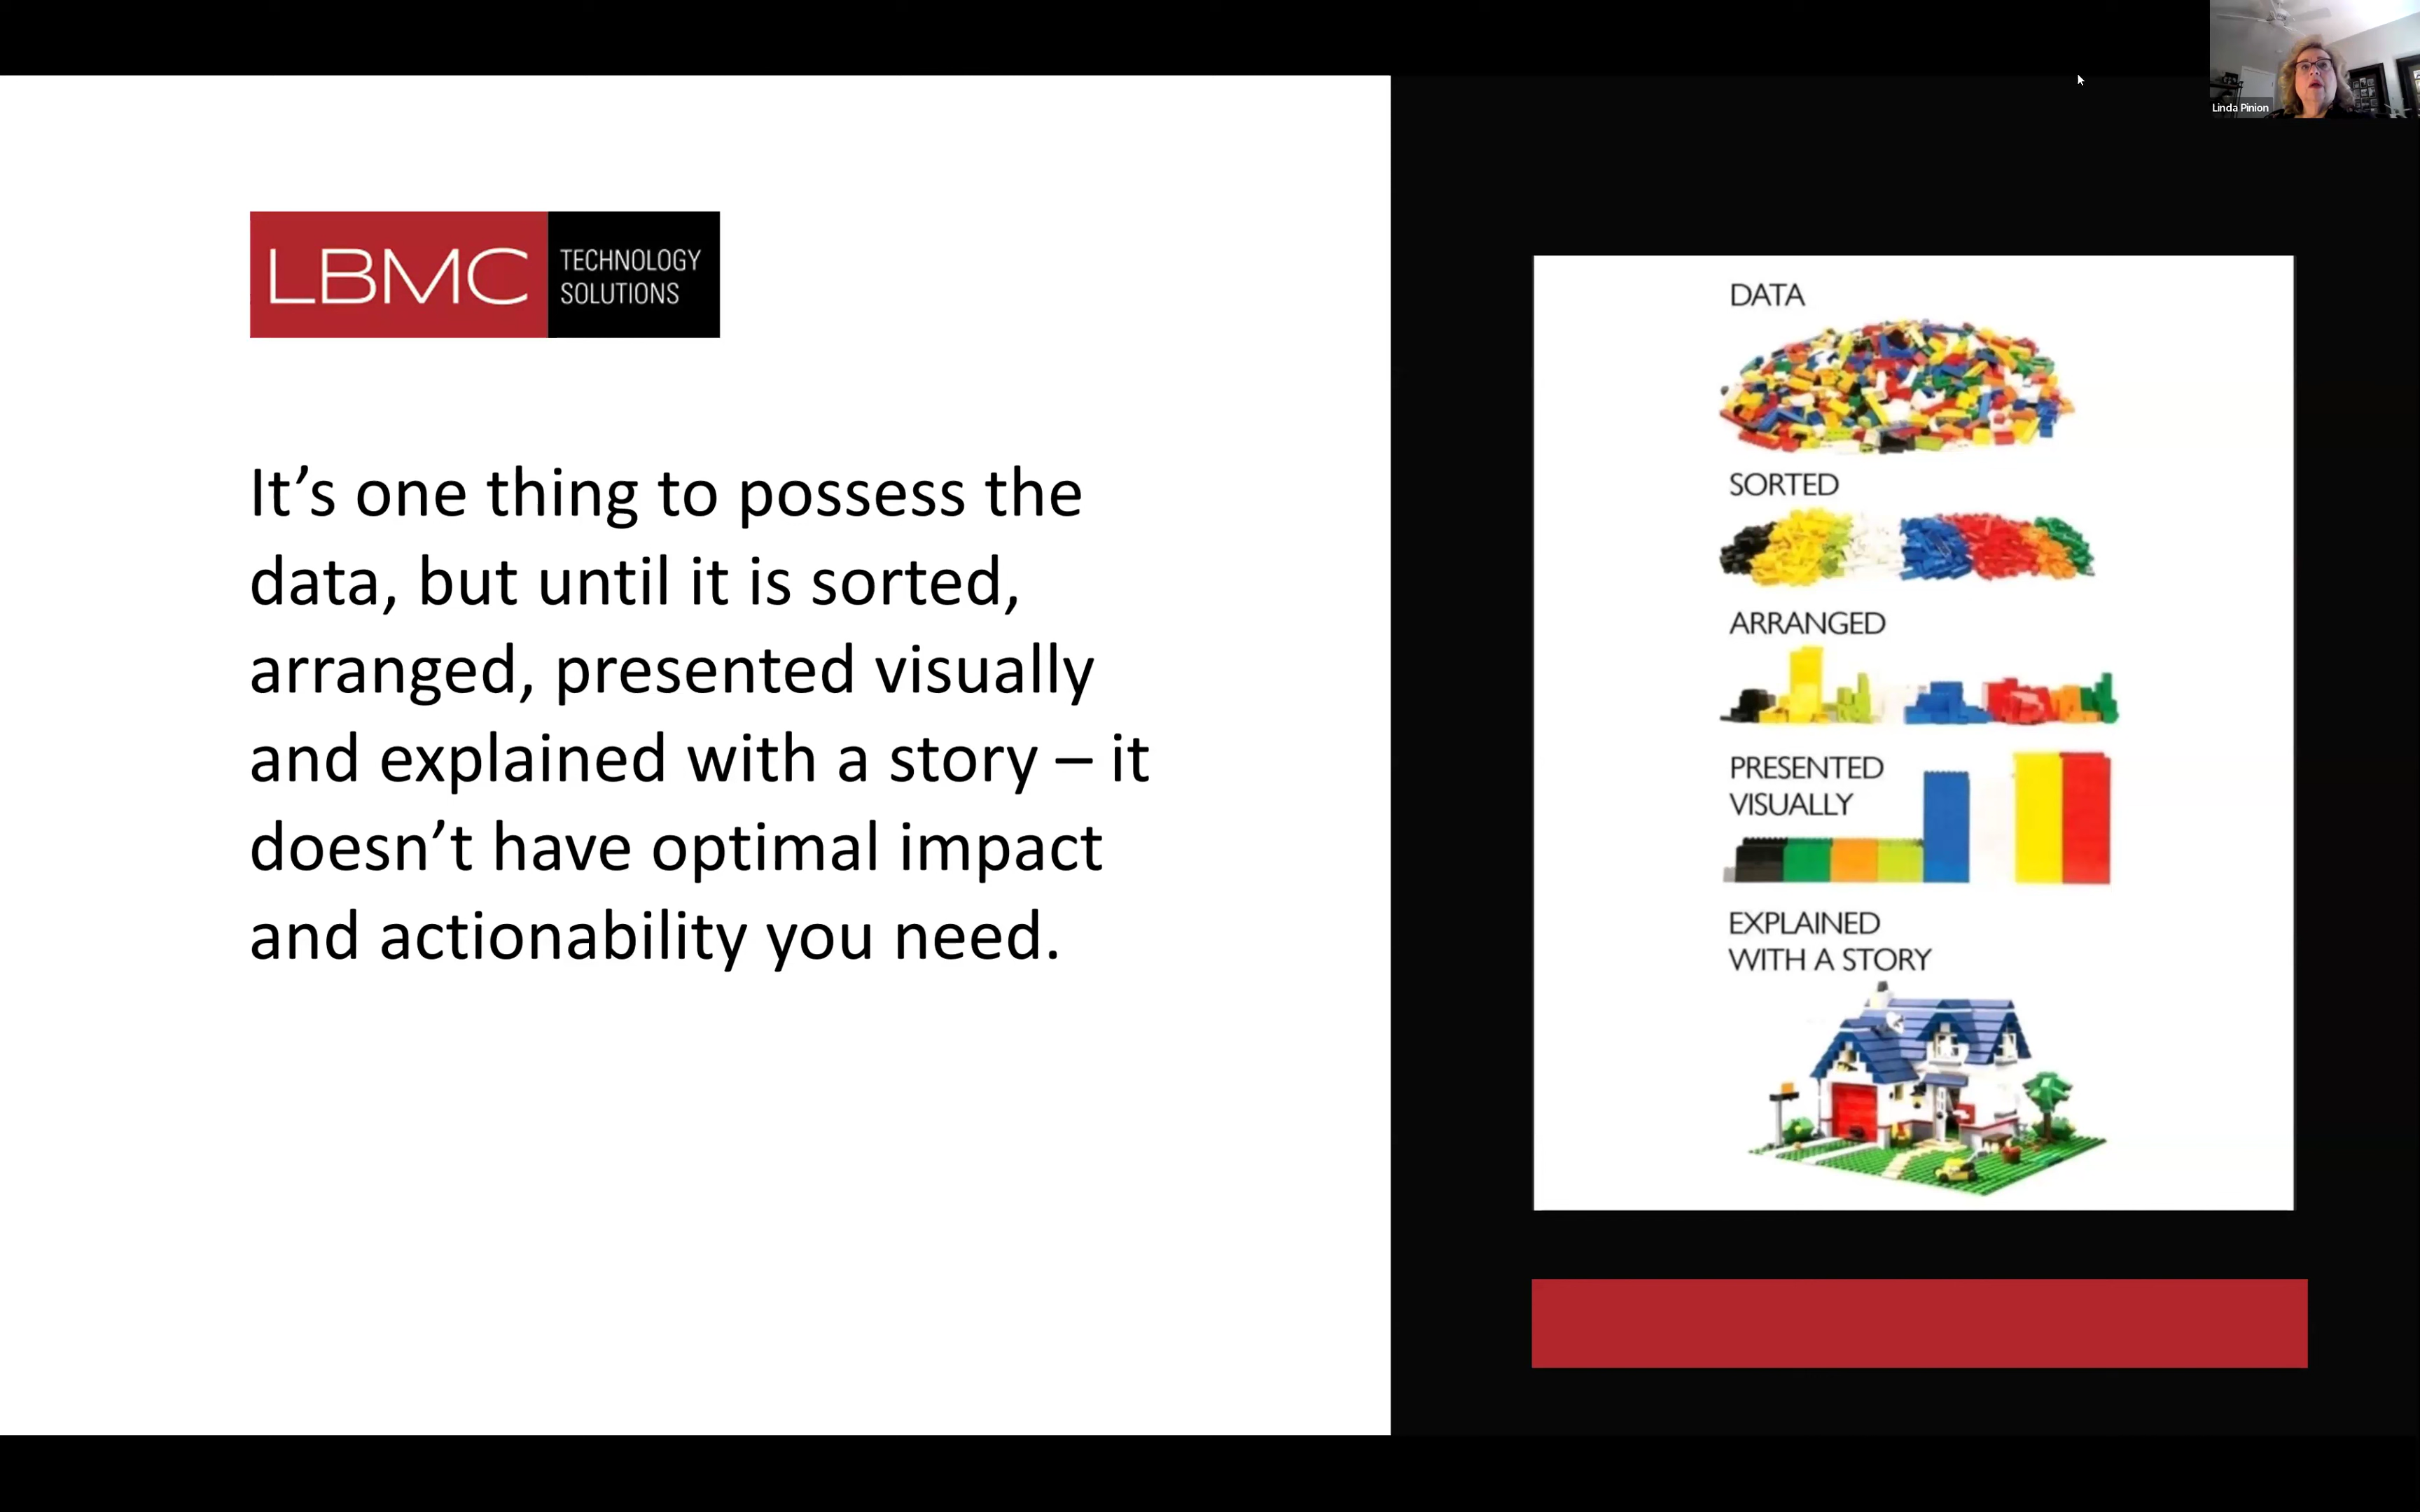 Linda Pinion
LBMC
TECHNOLOGY
SOLUTIONS
It’s one thing to possess the
data, but until it is sorted,
arranged, presented visually
and explained with a story – it
doesn’t have optimal impact
and actionability you need.
DATA
SORTED
ARRANGED
PRESENTED
VISUALLY
EXPLAINED
WITH A STORY